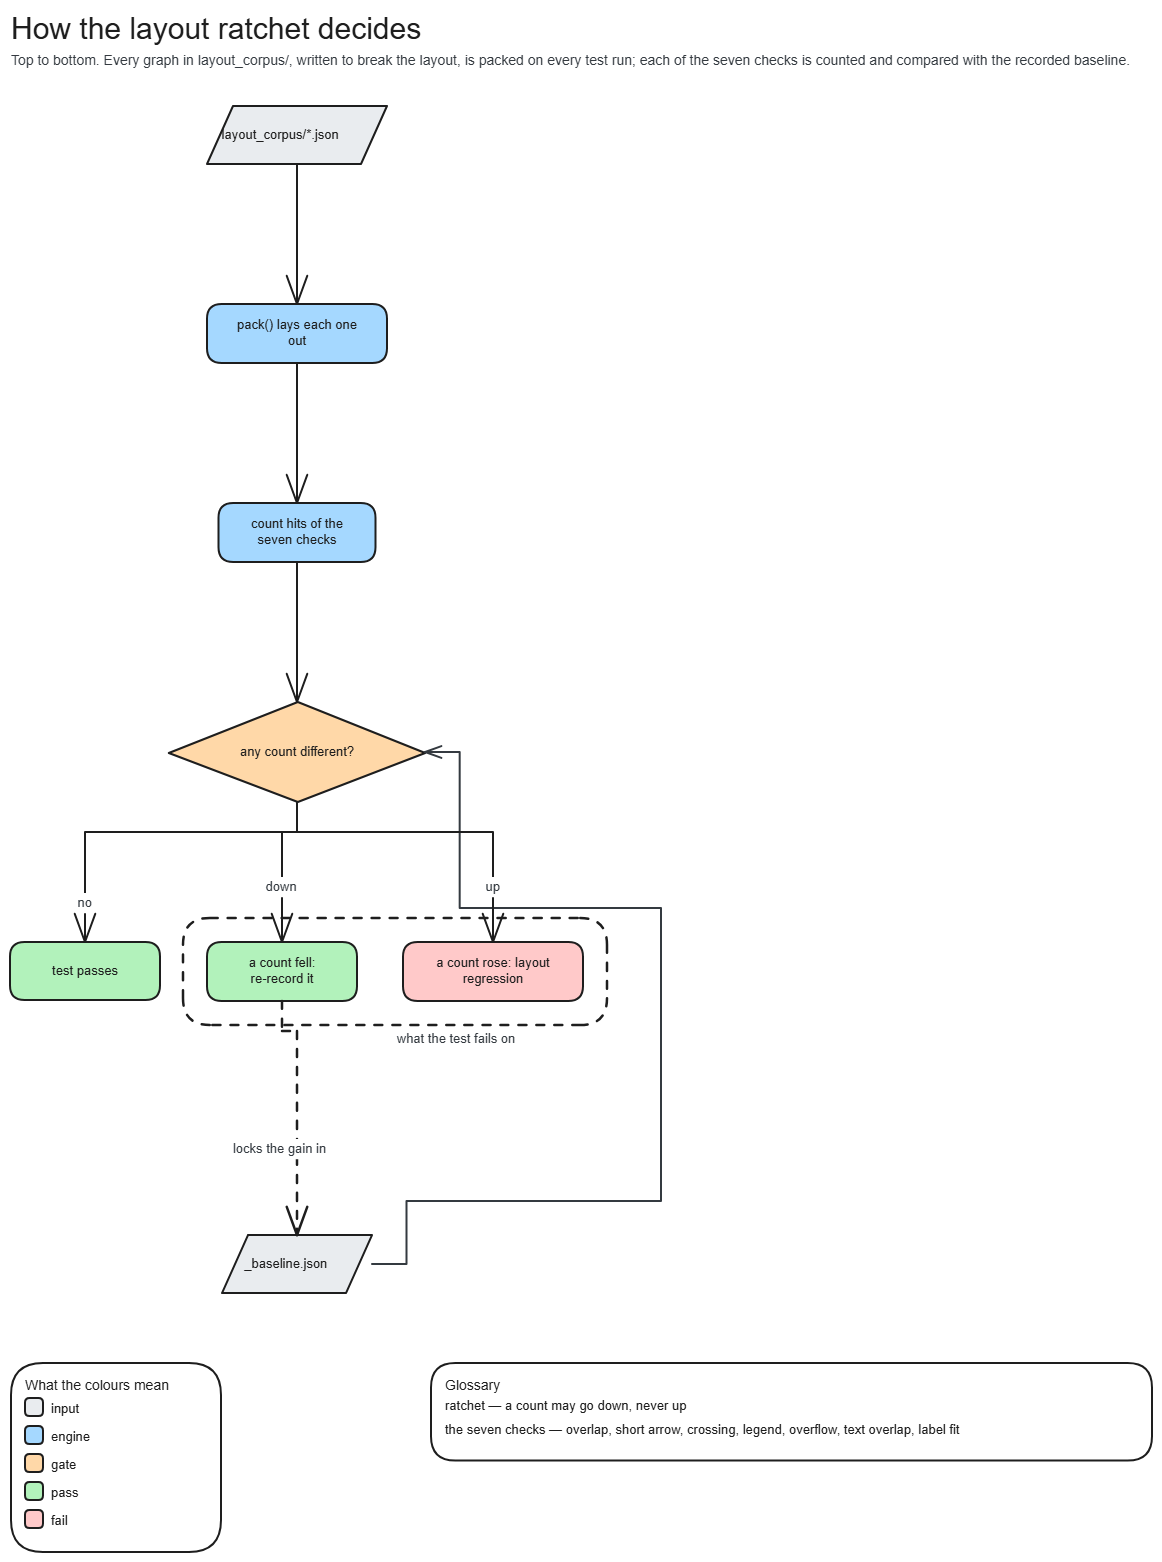 How the layout ratchet decides
Top to bottom. Every graph in layout_corpus/, written to break the layout, is packed on every test run; each of the seven checks is counted and compared with the recorded baseline.
layout_corpus/*.json
pack() lays each one
out
count hits of the
seven checks
any count different?
no
down
up
test passes
a count fell:
re-record it
a count rose: layout
regression
what the test fails on
locks the gain in
_baseline.json
What the colours mean
input
engine
gate
pass
fail
Glossary
ratchet — a count may go down, never up
the seven checks — overlap, short arrow, crossing, legend, overflow, text overlap, label fit